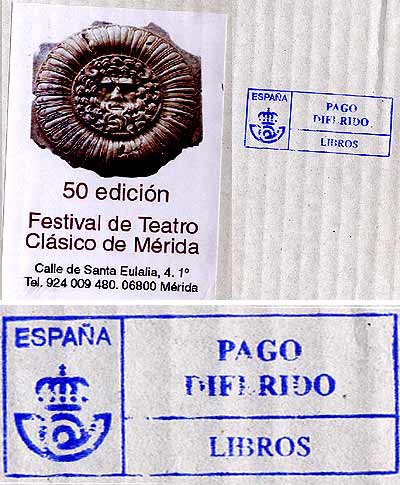 50 edición
Festival de Teatro
Clásico de Mérida
Calle de Santa Eulalia, 4. 1º
Tel. 924 009 480. 06800 Mérida
ESPAÑA
PAGO
DIFERIDO
LIBROS
ESPAÑA
PAGO
DIFERIDO
LIBROS